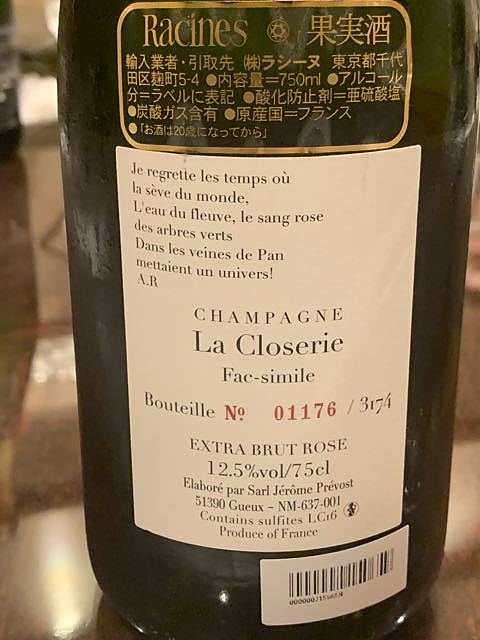 Racines 果実酒
輸入業者・引取先 ㈱ラシーヌ 東京都千代
田区麹町5-4 ●内容量=750ml ●アルコール
分=ラベルに表記 ●酸化防止剤=亜硫酸塩
●炭酸ガス含有 ●原産国=フランス
●「お酒は20歳になってから」
Je regrette les temps où
la sève du monde,
L'eau du fleuve, le sang rose
des arbres verts
Dans les veines de Pan
mettaient un univers!
A.R
CHAMPAGNE
La Closerie
Fac-simile
Bouteille Nº 01176 / 3174
EXTRA BRUT ROSE
12.5%vol/75cl
Elaboré par Sarl Jérôme Prévost
51390 Gueux – NM-637-001
Contains sulfites LC16
Produce of France